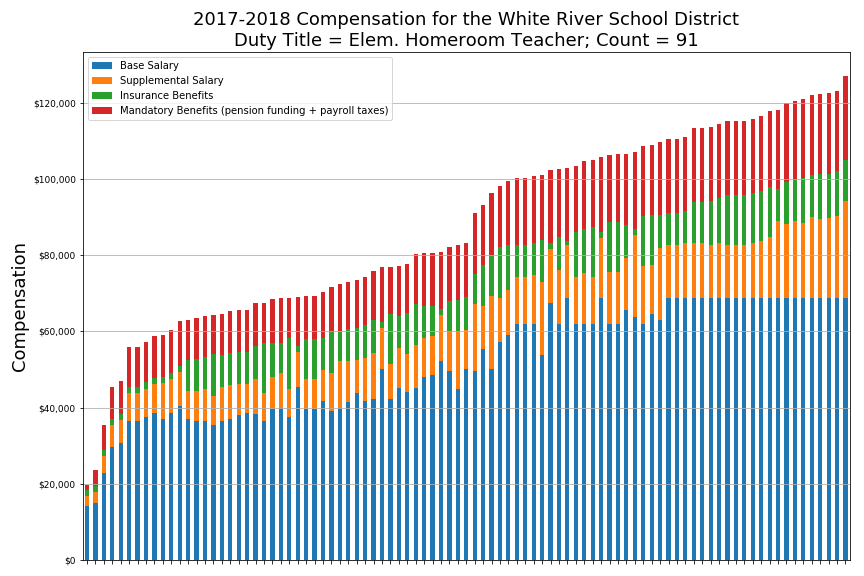 2017-2018 Compensation for the White River School District
Duty Title = Elem. Homeroom Teacher; Count = 91
Base Salary
Supplemental Salary
Insurance Benefits
Mandatory Benefits (pension funding + payroll taxes)
Compensation
$120,000
$100,000
$80,000
$60,000
$40,000
$20,000
$0